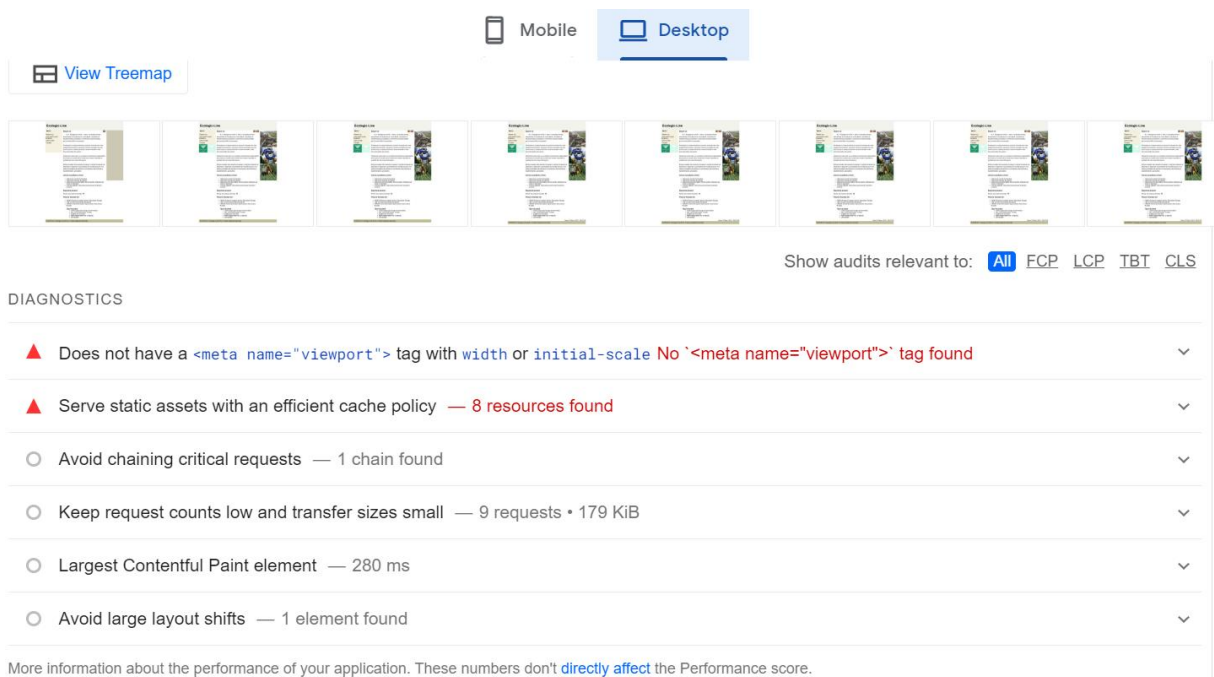 Mobile
Desktop
View Treemap
Show audits relevant to: All FCP LCP TBT CLS
DIAGNOSTICS
Does not have a <meta name="viewport"> tag with width or initial-scale No `<meta name="viewport">` tag found
Serve static assets with an efficient cache policy — 8 resources found
Avoid chaining critical requests — 1 chain found
Keep request counts low and transfer sizes small — 9 requests • 179 KiB
Largest Contentful Paint element — 280 ms
Avoid large layout shifts — 1 element found
More information about the performance of your application. These numbers don't directly affect the Performance score.